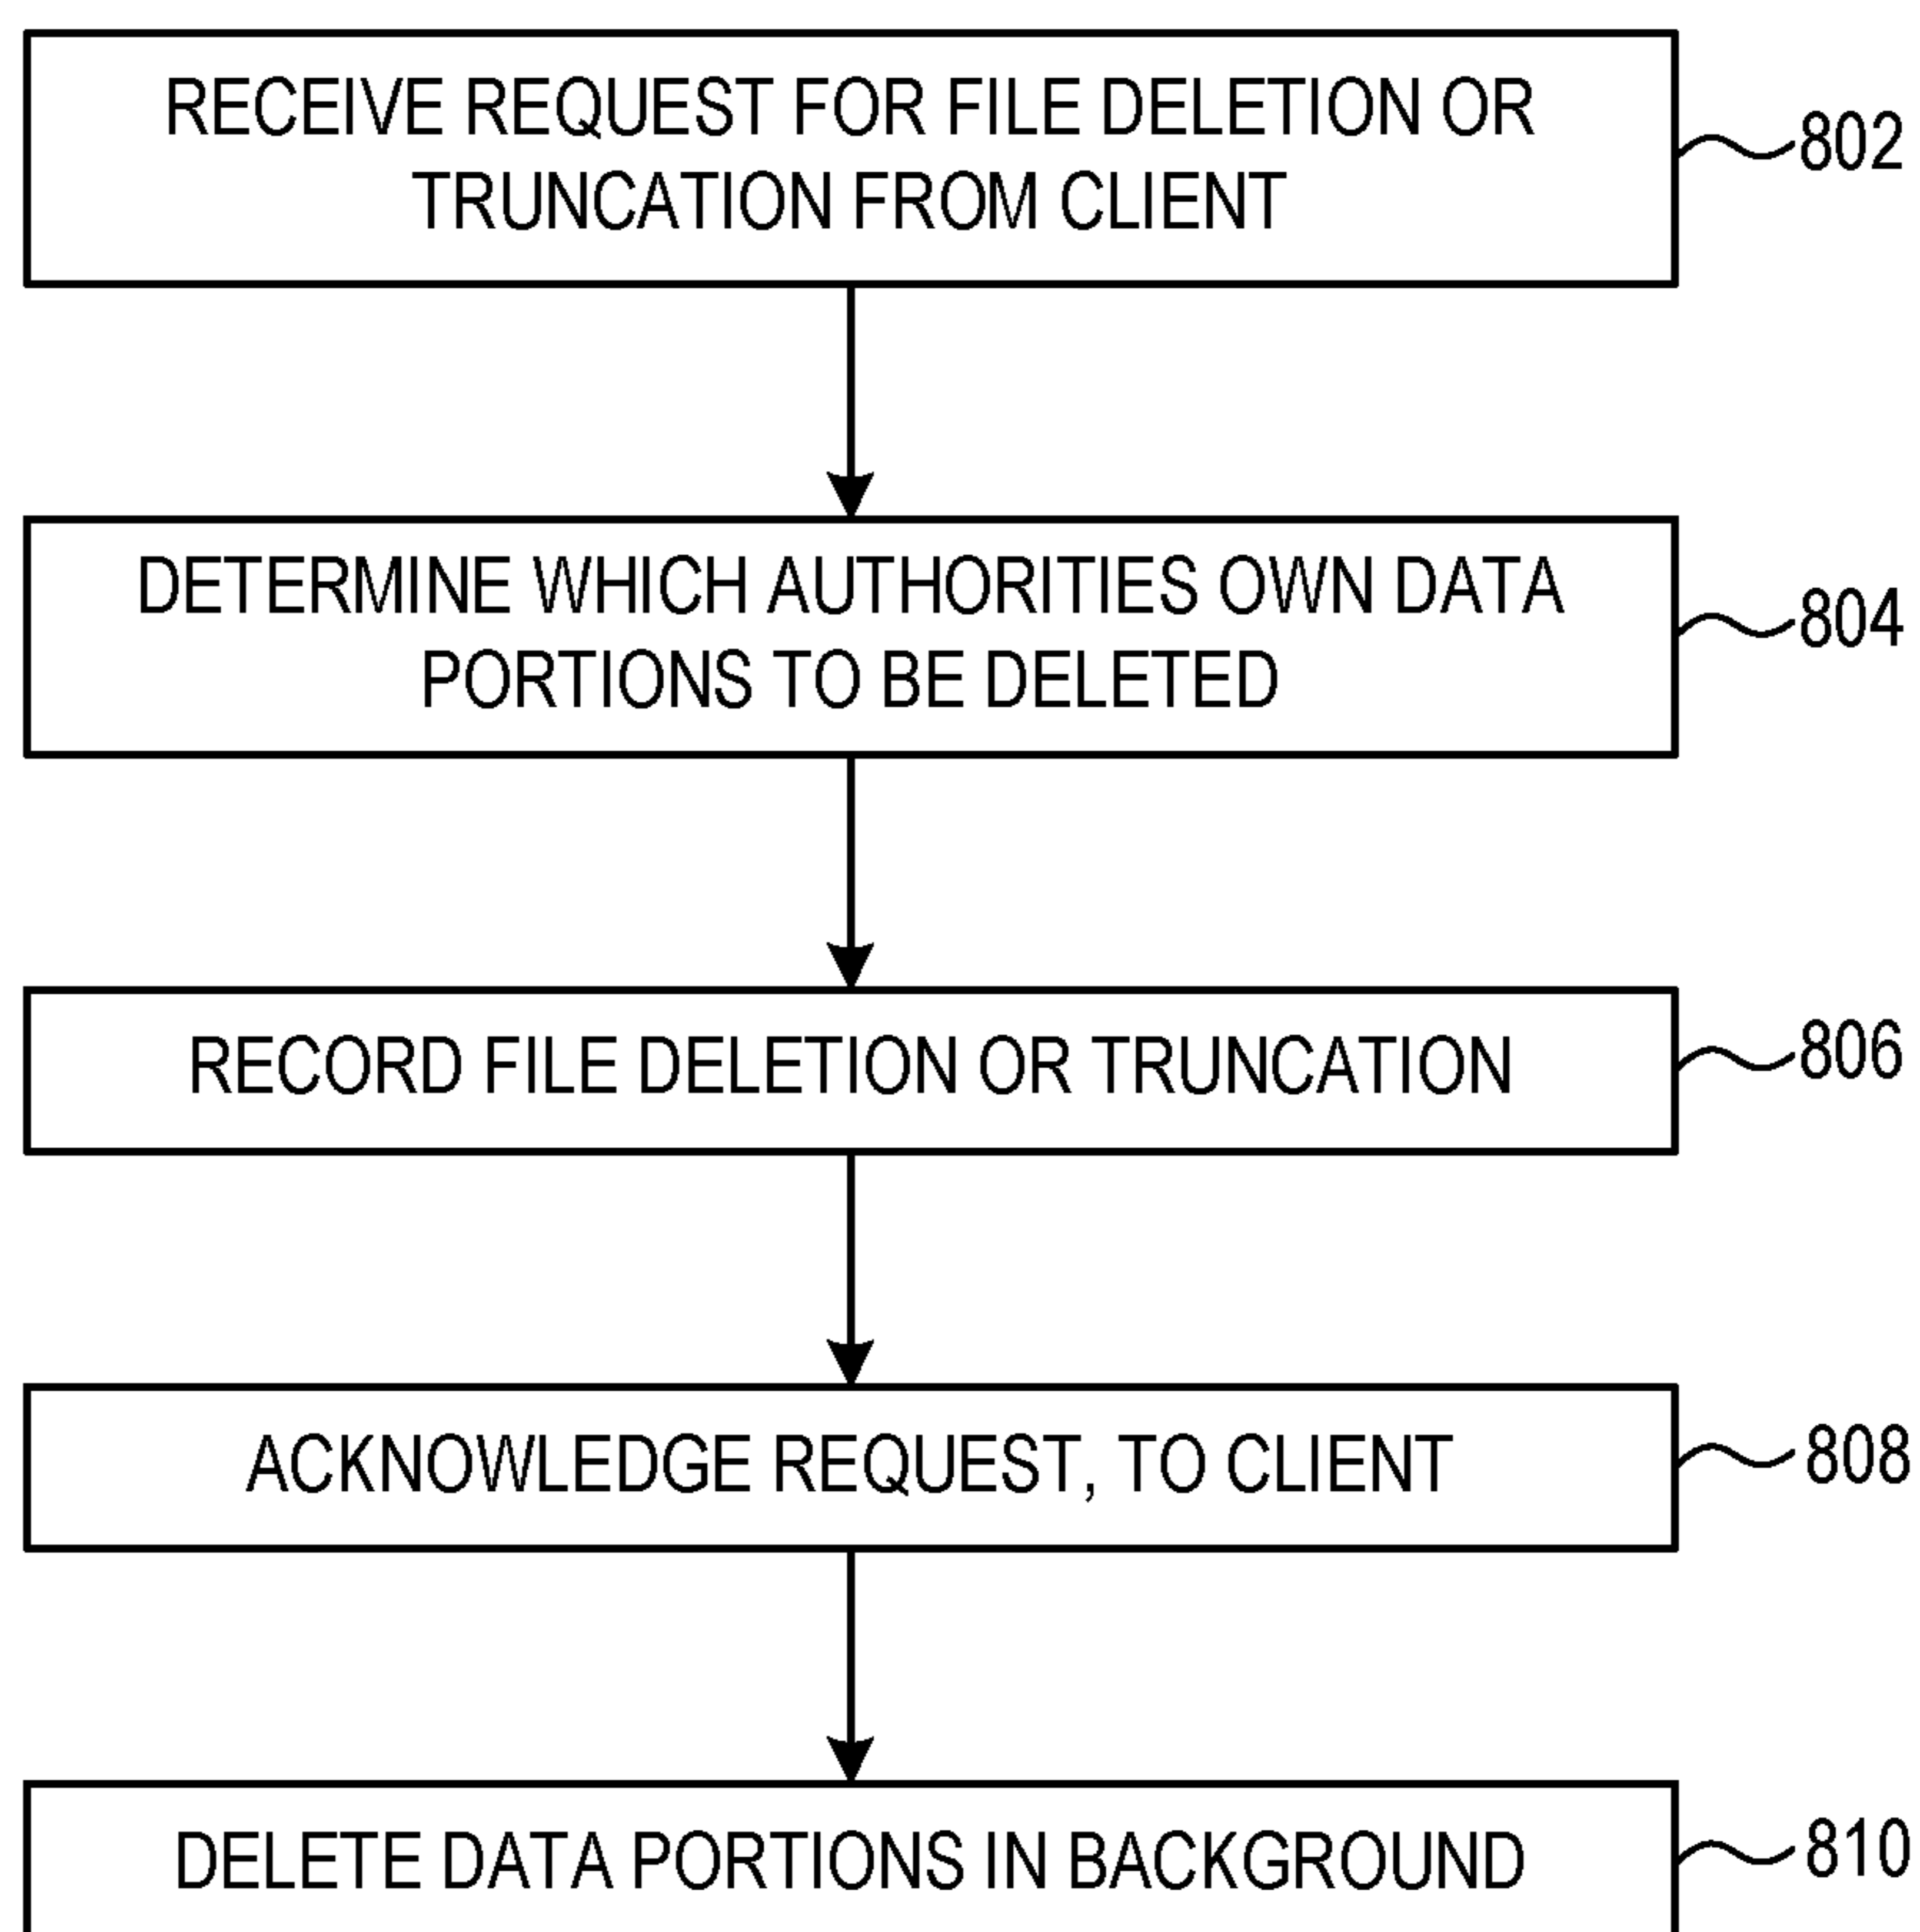 RECEIVE REQUEST FOR FILE DELETION OR
TRUNCATION FROM CLIENT
802
DETERMINE WHICH AUTHORITIES OWN DATA
PORTIONS TO BE DELETED
804
RECORD FILE DELETION OR TRUNCATION
806
ACKNOWLEDGE REQUEST, TO CLIENT
808
DELETE DATA PORTIONS IN BACKGROUND
810